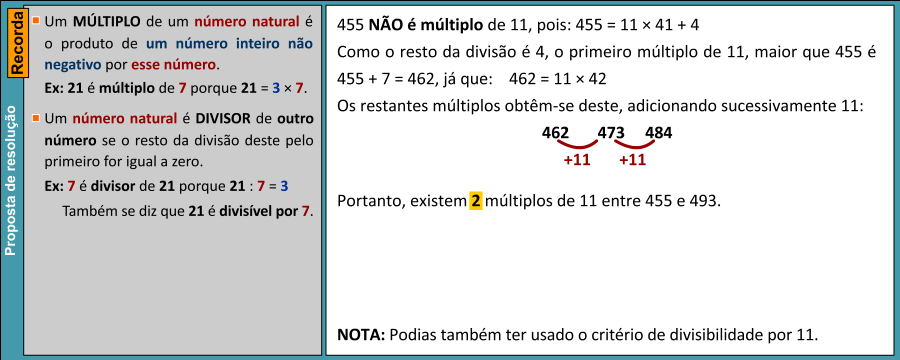 Recorda
Proposta de resolução
Um MÚLTIPLO de um número natural é
o produto de um número inteiro não
negativo por esse número.
Ex: 21 é múltiplo de 7 porque 21 = 3 × 7.
Um número natural é DIVISOR de outro
número se o resto da divisão deste pelo
primeiro for igual a zero.
Ex: 7 é divisor de 21 porque 21 : 7 = 3
Também se diz que 21 é divisível por 7.
455 NÃO é múltiplo de 11, pois: 455 = 11 × 41 + 4
Como o resto da divisão é 4, o primeiro múltiplo de 11, maior que 455 é
455 + 7 = 462, já que: 462 = 11 × 42
Os restantes múltiplos obtêm-se deste, adicionando sucessivamente 11:
462 473 484
+11 +11
Portanto, existem 2 múltiplos de 11 entre 455 e 493.
NOTA: Podias também ter usado o critério de divisibilidade por 11.